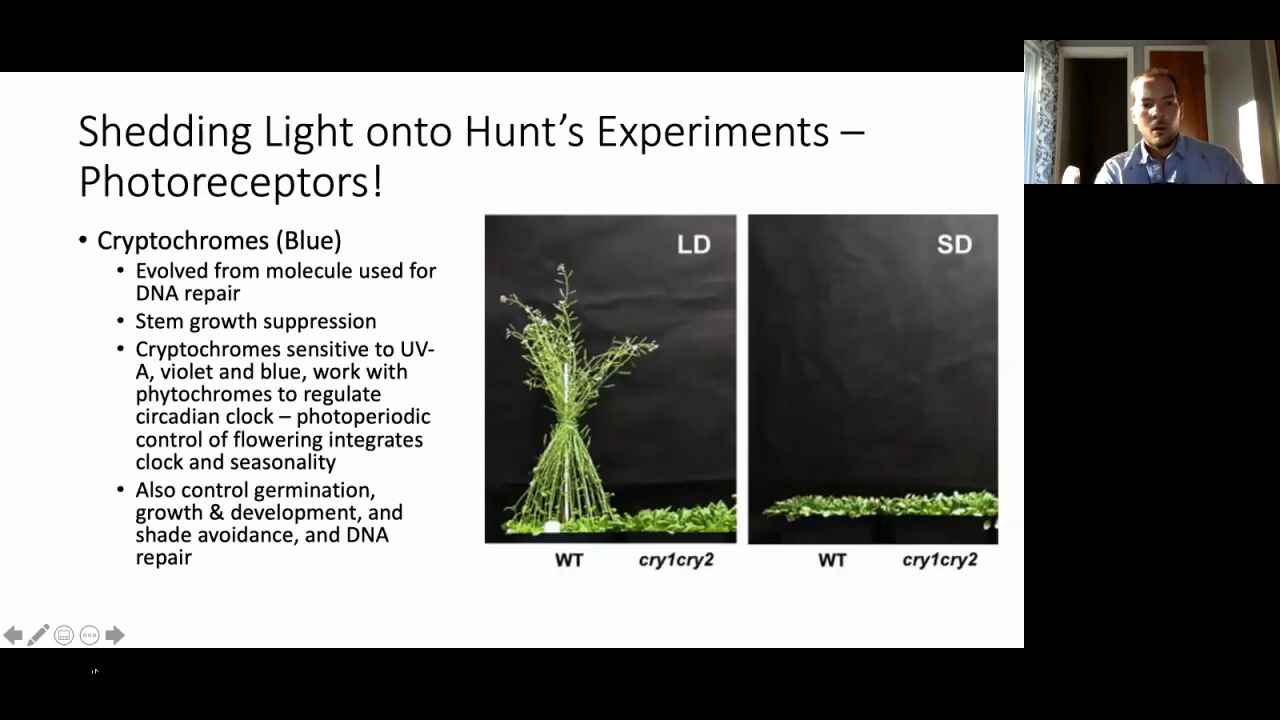 Shedding Light onto Hunt's Experiments –
Photoreceptors!
• Cryptochromes (Blue)
• Evolved from molecule used for
DNA repair
• Stem growth suppression
• Cryptochromes sensitive to UV-
A, violet and blue, work with
phytochromes to regulate
circadian clock – photoperiodic
control of flowering integrates
clock and seasonality
• Also control germination,
growth & development, and
shade avoidance, and DNA
repair
LD
WT cry1cry2
SD
WT cry1cry2